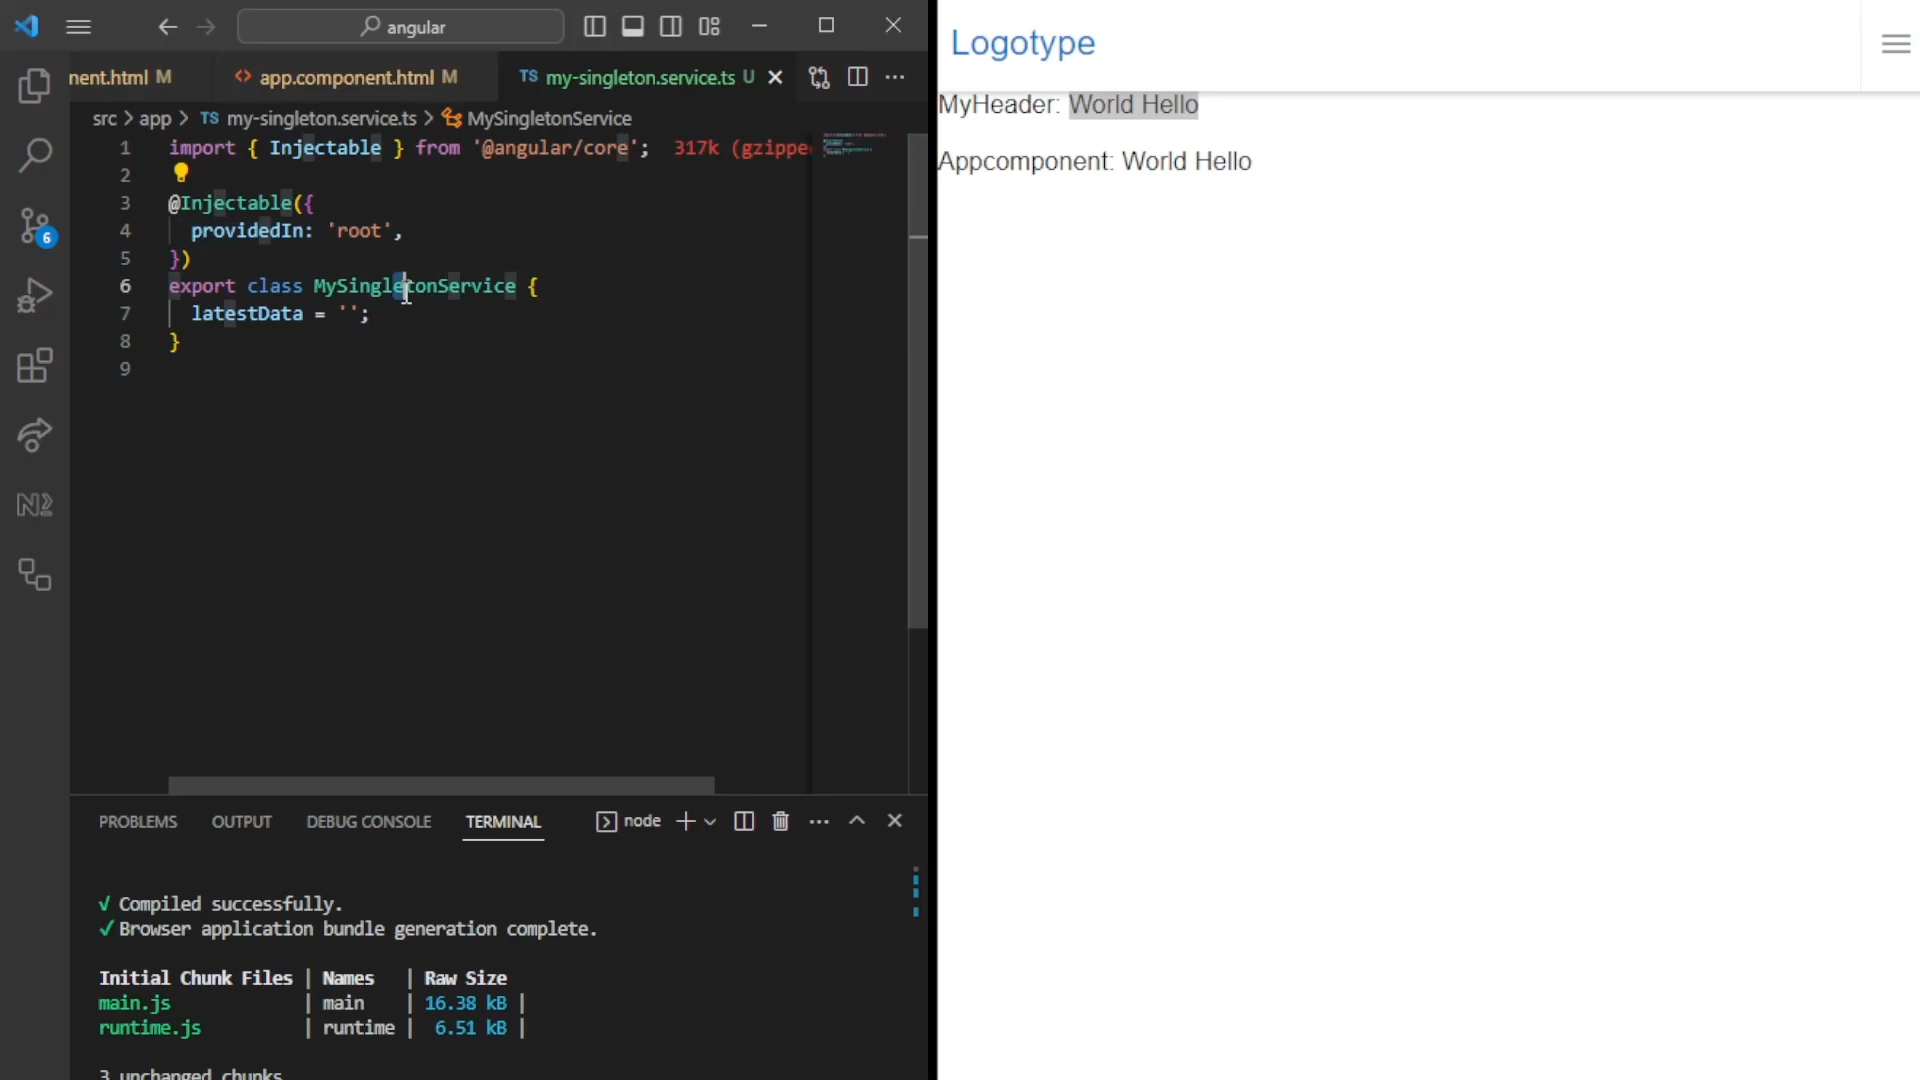 angular
nent.html M
app.component.html M
TS my-singleton.service.ts U
src > app > TS my-singleton.service.ts > MySingletonService
1 import { Injectable } from '@angular/core'; 317k (gzippe
2
3 @Injectable({
4 providedIn: 'root',
5 })
6 export class MySingletonService {
7 latestData = '';
8 }
9
6
PROBLEMS OUTPUT DEBUG CONSOLE TERMINAL node
√ Compiled successfully.
✓ Browser application bundle generation complete.
Initial Chunk Files | Names | Raw Size
main.js | main | 16.38 kB |
runtime.js | runtime | 6.51 kB |
3 unchanged chunks
Logotype
MyHeader: World Hello
Appcomponent: World Hello